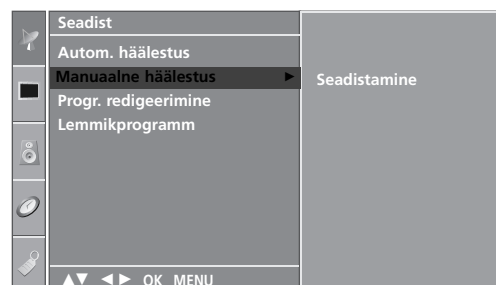 Seadist
Autom. häälestus
Manuaalne häälestus ►
Seadistamine
Progr. redigeerimine
Lemmikprogramm
▲▼ ◄► OK MENU